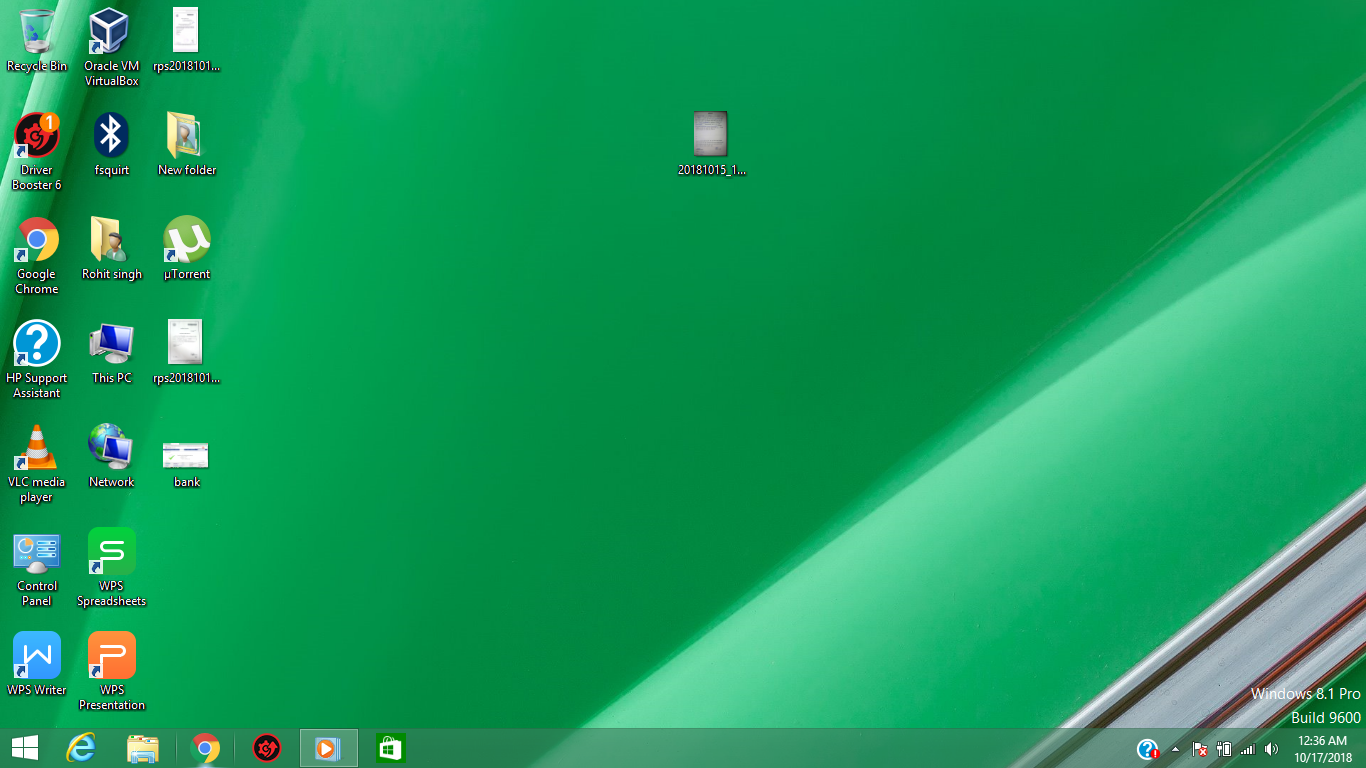 Recycle Bin
Oracle VM
VirtualBox
rps2018101...
20181015_1...
1
Driver
Booster 6
fsquirt
New folder
Google
Chrome
Rohit singh
µTorrent
HP Support
Assistant
This PC
rps2018101...
VLC media
player
Network
bank
Control
Panel
WPS
Spreadsheets
WPS Writer
WPS
Presentation
Windows 8.1 Pro
Build 9600
12:36 AM
10/17/2018